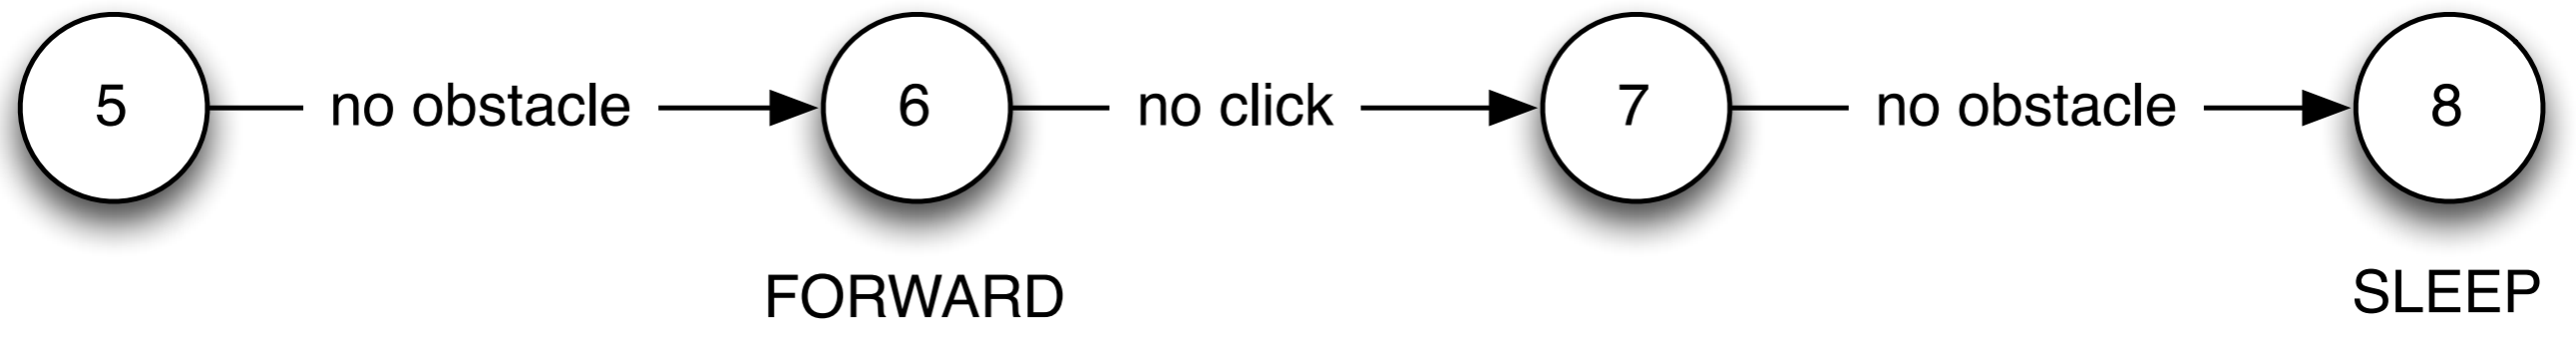 5 no obstacle 6 no click 7 no obstacle 8
FORWARD SLEEP